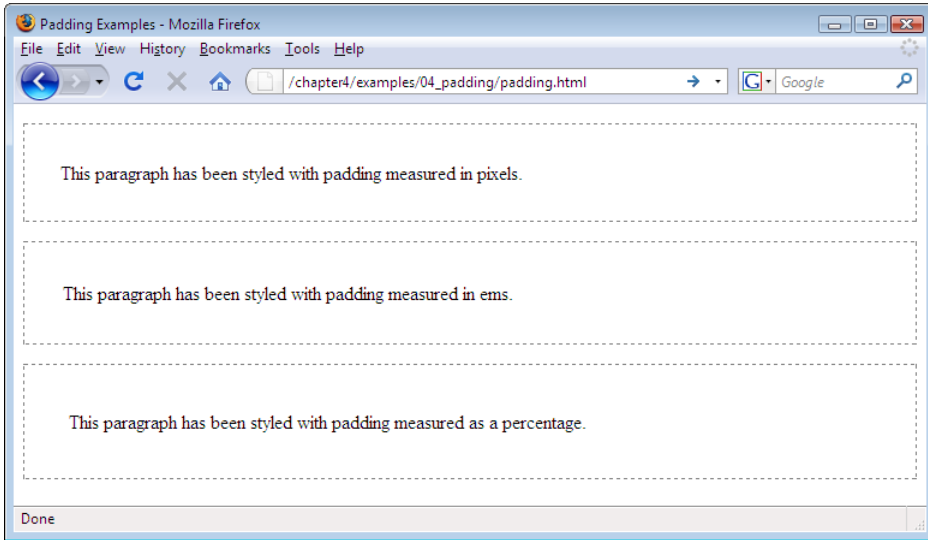 Padding Examples - Mozilla Firefox
File Edit View History Bookmarks Tools Help
/chapter4/examples/04_padding/padding.html G Google
This paragraph has been styled with padding measured in pixels.
This paragraph has been styled with padding measured in ems.
This paragraph has been styled with padding measured as a percentage.
Done